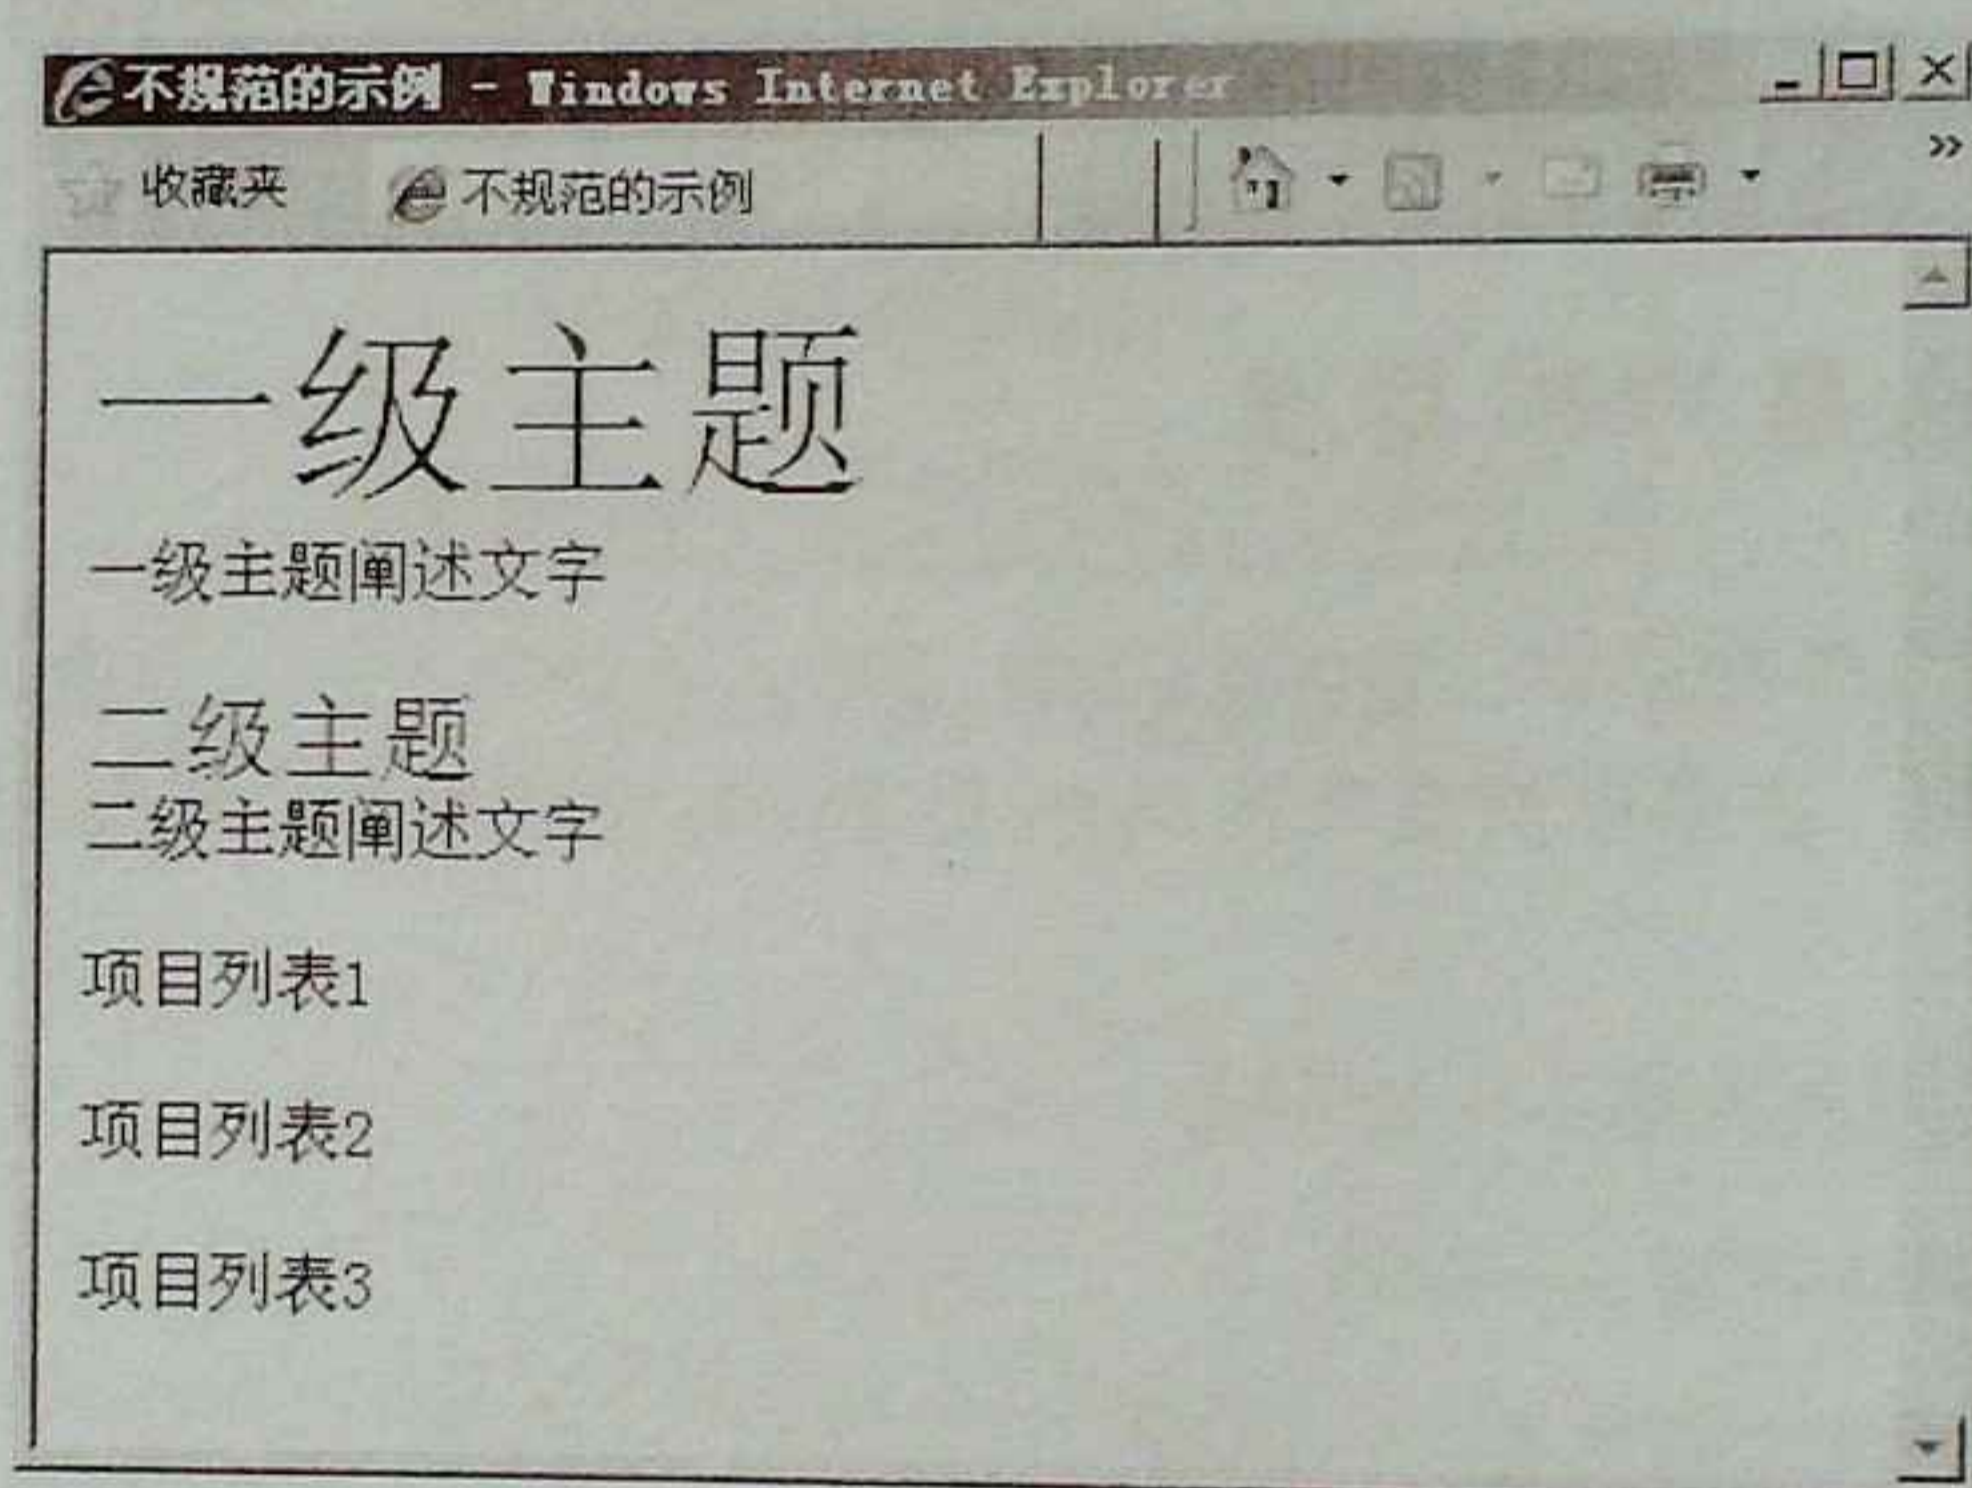 不规范的示例 - Windows Internet Explorer
收藏夹 不规范的示例
一级主题
一级主题阐述文字
二级主题
二级主题阐述文字
项目列表1
项目列表2
项目列表3